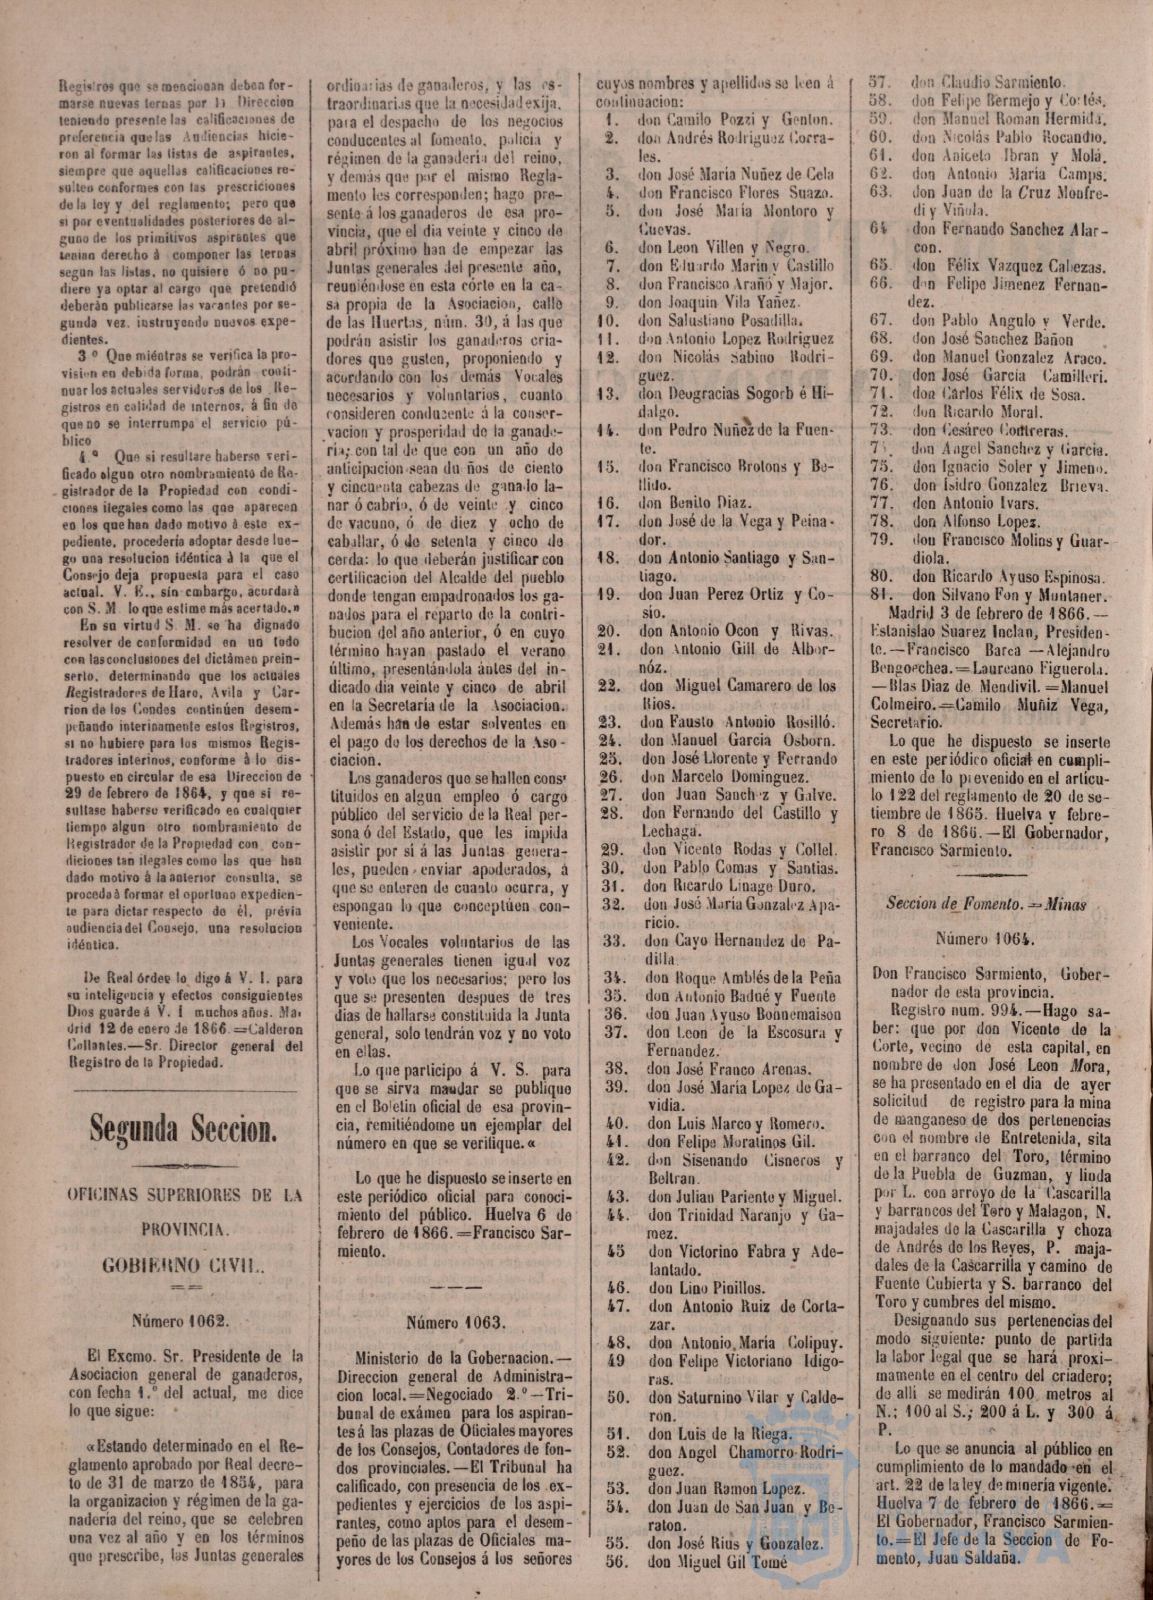 Registros que se mencionan deben for-
marse nuevas ternas por la Direccion
teniendo presente las calificaciones de
preferencia que las Audiencias hicie-
ron al formar las listas de aspirantes,
siempre que aquellas calificaciones re-
sulten conformes con las prescriciones
de la ley y del reglamento; pero que
si por eventualidades posteriores de al-
guno de los primitivos aspirantes que
tenian derecho á componer las ternas
segun las listas, no quisiere ó no pu-
diere ya optar al cargo que pretendió
deberán publicarse las vacantes por se-
gunda vez, instruyendo nuevos expe-
dientes.
3.º Que miéntras se verifica la pro-
vision en debida forma, podrán conti-
nuar los actuales servidores de los Re-
gistros en calidad de internos, á fin de
que no se interrumpa el servicio pú-
blico
4.º Que si resultare haberse veri-
ficado algun otro nombramiento de Re-
gistrador de la Propiedad con condi-
ciones ilegales como las que aparecen
en los que han dado motivo á este ex-
pediente, procedería adoptar desde lue-
go una resolucion idéntica á la que el
Consejo deja propuesta para el caso
actual. V. E., sin embargo, acordará
con S. M lo que estime más acertado.»
En su virtud S. M. se ha dignado
resolver de conformidad en un todo
con las conclusiones del dictámen prein-
serto, determinando que los actuales
Registradores de Haro, Avila y Car-
rion de los Condes continúen desem-
peñando interinamente estos Registros,
si no hubiere para los mismos Regis-
tradores interinos, conforme á lo dis-
puesto en circular de esa Direccion de
29 de febrero de 1864, y que si re-
sultase haberse verificado en cualquier
tiempo algun otro nombramiento de
Registrador de la Propiedad con con-
diciones tan ilegales como las que han
dado motivo á la anterior consulta, se
proceda á formar el oportuno expedien-
te para dictar respecto de él, prévia
audiencia del Consejo, una resolucion
idéntica.
De Real órden lo digo á V. I. para
su inteligencia y efectos consiguientes
Dios guarde á V. I muchos años. Ma-
drid 12 de enero de 1866.=Calderon
Collantes.—Sr. Director general del
Registro de la Propiedad.
Segunda Seccion.
OFICINAS SUPERIORES DE LA
PROVINCIA.
GOBIERNO CIVIL.
Número 1062.
El Excmo. Sr. Presidente de la
Asociacion general de ganaderos,
con fecha 1.º del actual, me dice
lo que sigue:
«Estando determinado en el Re-
glamento aprobado por Real decre-
to de 31 de marzo de 1854, para
la organizacion y régimen de la ga-
nadería del reino, que se celebren
una vez al año y en los términos
que prescribe, las Juntas generales
ordinarias de ganaderos, y las es-
traordinarias que la necesidad exija,
para el despacho de los negocios
conducentes al fomento, policía y
régimen de la ganadería del reino,
y demás que por el mismo Regla-
mento les corresponden; hago pre-
sente á los ganaderos de esa pro-
vincia, que el dia veinte y cinco de
abril próximo han de empezar las
Juntas generales del presente año,
reuniéndose en esta córte en la ca-
sa propia de la Asociacion, calle
de las Huertas, núm. 30, á las que
podrán asistir los ganaderos cria-
dores que gusten, proponiendo y
acordando con los demás Vocales
necesarios y voluntarios, cuanto
consideren conducente á la conser-
vacion y prosperidad de la ganade-
ría; con tal de que con un año de
anticipacion sean du ños de ciento
y cincuenta cabezas de ganado la-
nar ó cabrío, ó de veinte y cinco
de vacuno, ó de diez y ocho de
caballar, ó de setenta y cinco de
cerda: lo que deberán justificar con
certificacion del Alcalde del pueblo
donde tengan empadronados los ga-
nados para el reparto de la contri-
bucion del año anterior, ó en cuyo
término hayan pastado el verano
último, presentándola ántes del in-
dicado dia veinte y cinco de abril
en la Secretaría de la Asociacion.
Además han de estar solventes en
el pago de los derechos de la Aso-
ciacion.
Los ganaderos que se hallen cons-
tituidos en algun empleo ó cargo
público del servicio de la Real per-
sona ó del Estado, que les impida
asistir por sí á las Juntas genera-
les, pueden enviar apoderados, á
que se enteren de cuanto ocurra, y
espongan lo que conceptúen con-
veniente.
Los Vocales voluntarios de las
Juntas generales tienen igual voz
y voto que los necesarios; pero los
que se presenten despues de tres
dias de hallarse constituida la Junta
general, solo tendrán voz y no voto
en ellas.
Lo que participo á V. S. para
que se sirva mandar se publique
en el Boletin oficial de esa provin-
cia, remitiéndome un ejemplar del
número en que se verifique.«
Lo que he dispuesto se inserte en
este periódico oficial para conoci-
miento del público. Huelva 6 de
febrero de 1866.=Francisco Sar-
miento.
Número 1063.
Ministerio de la Gobernacion.—
Direccion general de Administra-
cion local.=Negociado 2.º—Tri-
bunal de exámen para los aspiran-
tes á las plazas de Oficiales mayores
de los Consejos, Contadores de fon-
dos provinciales.—El Tribunal ha
calificado, con presencia de los ex-
pedientes y ejercicios de los aspi-
rantes, como aptos para el desem-
peño de las plazas de Oficiales ma-
yores de los Consejos á los señores
cuyos nombres y apellidos se leen á
continuacion:
1. don Camilo Pozzi y Genton.
2. don Andrés Rodriguez Corra-
les.
3. don José María Nuñez de Cela
4. don Francisco Flores Suazo.
5. don José María Montoro y
Cuevas.
6. don Leon Villen y Negro.
7. don Eduardo Marin y Castillo
8. don Francisco Arañó y Major.
9. don Joaquin Vila Yañez.
10. don Salustiano Posadilla.
11. don Antonio Lopez Rodriguez
12. don Nicolás Sabino Rodri-
guez.
13. don Deogracias Sogorb é Hi-
dalgo.
14. don Pedro Nuñez de la Fuen-
te.
15. don Francisco Brotons y Be-
llido.
16. don Benito Diaz.
17. don José de la Vega y Peina-
dor.
18. don Antonio Santiago y San-
tiago.
19. don Juan Perez Ortiz y Co-
sío.
20. don Antonio Ocon y Rivas.
21. don Antonio Gill de Albor-
nóz.
22. don Miguel Camarero de los
Rios.
23. don Fausto Antonio Rosilló.
24. don Manuel Garcia Osborn.
25. don José Llorente y Ferrando
26. don Marcelo Dominguez.
27. don Juan Sanchez y Galve.
28. don Fernando del Castillo y
Lechaga.
29. don Vicente Rodas y Collel.
30. don Pablo Comas y Santias.
31. don Ricardo Linage Duro.
32. don José María Gonzalez Apa-
ricio.
33. don Cayo Hernandez de Pa-
dilla
34. don Roque Amblés de la Peña
35. don Antonio Badué y Fuente
36. don Juan Ayuso Bonnemaison
37. don Leon de la Escosura y
Fernandez.
38. don José Franco Arenas.
39. don José María Lopez de Ga-
vidia.
40. don Luis Marco y Romero.
41. don Felipe Moratinos Gil.
42. don Sisenando Cisneros y
Beltran.
43. don Julian Pariente y Miguel.
44. don Trinidad Naranjo y Ga-
mez.
45 don Victorino Fabra y Ade-
lantado.
46. don Lino Pinillos.
47. don Antonio Ruiz de Corta-
zar.
48. don Antonio María Colipuy.
49 don Felipe Victoriano Idigo-
ras.
50. don Saturnino Vilar y Calde-
ron.
51. don Luis de la Riega.
52. don Angel Chamorro Rodri-
guez.
53. don Juan Ramon Lopez.
54. don Juan de San Juan y Be-
raton.
55. don José Rius y Gonzalez.
56. don Miguel Gil Tomé
57. don Claudio Sarmiento.
58. don Felipe Bermejo y Cortés.
59. don Manuel Roman Hermida.
60. don Nicolás Pablo Rocandio.
61. don Aniceto Ibran y Mola.
62. don Antonio María Camps.
63. don Juan de la Cruz Monfre-
di y Viñola.
64 don Fernando Sanchez Alar-
con.
65. don Félix Vazquez Cabezas.
66. don Felipe Jimenez Fernan-
dez.
67. don Pablo Angulo y Verde.
68. don José Sanchez Bañon
69. don Manuel Gonzalez Araco.
70. don José Garcia Camilleri.
71. don Carlos Félix de Sosa.
72. don Ricardo Moral.
73. don Cesáreo Contreras.
7 . don Angel Sanchez y Garcia.
75. don Ignacio Soler y Jimeno.
76. don Isidro Gonzalez Brieva.
77. don Antonio Ivars.
78. don Alfonso Lopez.
79. don Francisco Molins y Guar-
diola.
80. don Ricardo Ayuso Espinosa.
81. don Silvano Fon y Muntaner.
Madrid 3 de febrero de 1866.—
Estanislao Suarez Inclan, Presiden-
te.—Francisco Barca—Alejandro
Bengoechea.=Laureano Figuerola.
—Blas Diaz de Mendivil.=Manuel
Colmeiro.=Camilo Muñiz Vega,
Secretario.
Lo que he dispuesto se inserte
en este periódico oficial en cumpli-
miento de lo prevenido en el artícu-
lo 122 del reglamento de 20 de se-
tiembre de 1865. Huelva y febre-
ro 8 de 1866.—El Gobernador,
Francisco Sarmiento.
Seccion de Fomento.=Minas
Número 1064.
Don Francisco Sarmiento, Gober-
nador de esta provincia.
Registro num. 994.—Hago sa-
ber: que por don Vicente de la
Corte, vecino de esta capital, en
nombre de don José Leon Mora,
se ha presentado en el dia de ayer
solicitud de registro para la mina
de manganeso de dos pertenencias
con el nombre de Entretenida, sita
en el barranco del Toro, término
de la Puebla de Guzman, y linda
por L. con arroyo de la Cascarilla
y barrancos del Toro y Malagon, N.
majadales de la Cascarilla y choza
de Andrés de los Reyes, P. maja-
dales de la Cascarrilla y camino de
Fuente Cubierta y S. barranco del
Toro y cumbres del mismo.
Designando sus pertenencias del
modo siguiente: punto de partida
la labor legal que se hará proxi-
mamente en el centro del criadero;
de allí se medirán 100 metros al
N.; 100 al S.; 200 á L. y 300 á
P.
Lo que se anuncia al público en
cumplimiento de lo mandado en el
art. 22 de la ley de minería vigente.
Huelva 7 de febrero de 1866.=
El Gobernador, Francisco Sarmien-
to.=El Jefe de la Seccion de Fo-
mento, Juan Saldaña.